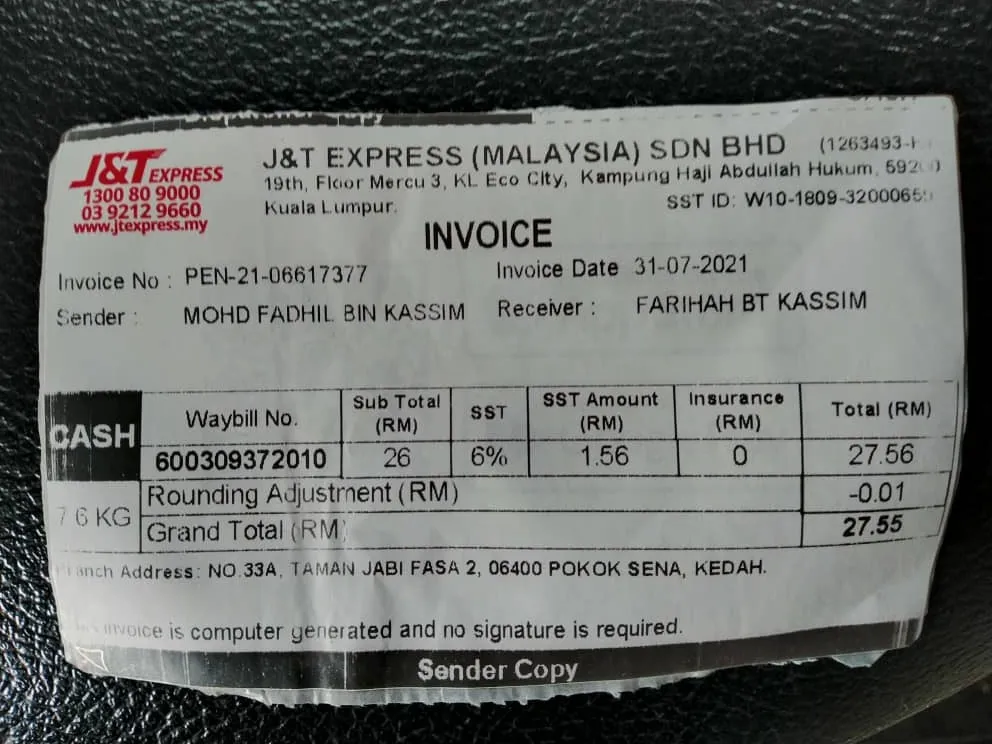 J&T EXPRESS
1300 80 9000
03 9212 9660
www.jtexpress.my
J&T EXPRESS (MALAYSIA) SDN BHD
19th, Floor Mercu 3, KL Eco City, Kampung Haji Abdullah Hukum,
Kuala Lumpur.
SST ID:
INVOICE
Invoice No : PEN-21-06617377
Invoice Date 31-07-2021
Sender : MOHD FADHIL BIN KASSIM
Receiver : FARIHAH BT KASSIM
CASH
Waybill No. Sub Total (RM) SST SST Amount (RM) Insurance (RM) Total (RM)
600309372010 26 6% 1.56 0 27.56
Rounding Adjustment (RM) -0.01
7 6 KG
Grand Total (RM) 27.55
Address: NO.33A, TAMAN JABI FASA 2, 06400 POKOK SENA, KEDAH.
invoice is computer generated and no signature is required.
Sender Copy